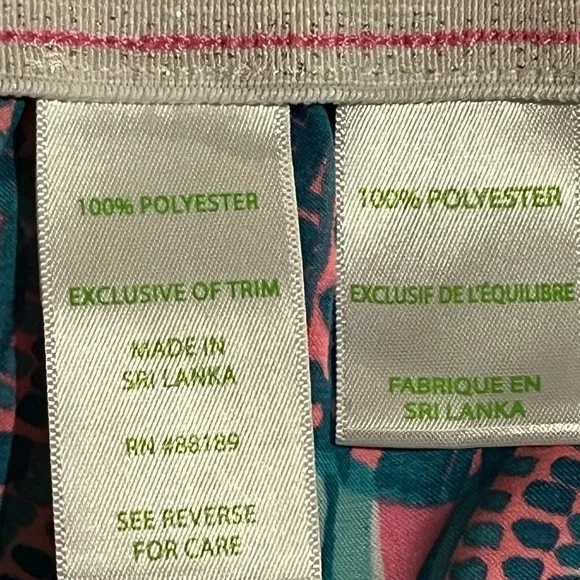 100% POLYESTER
EXCLUSIVE OF TRIM
MADE IN
SRI LANKA
RN #88189
SEE REVERSE
FOR CARE
100% POLYESTER
EXCLUSIF DE L'ÉQUILIBRE
FABRIQUE EN
SRI LANKA